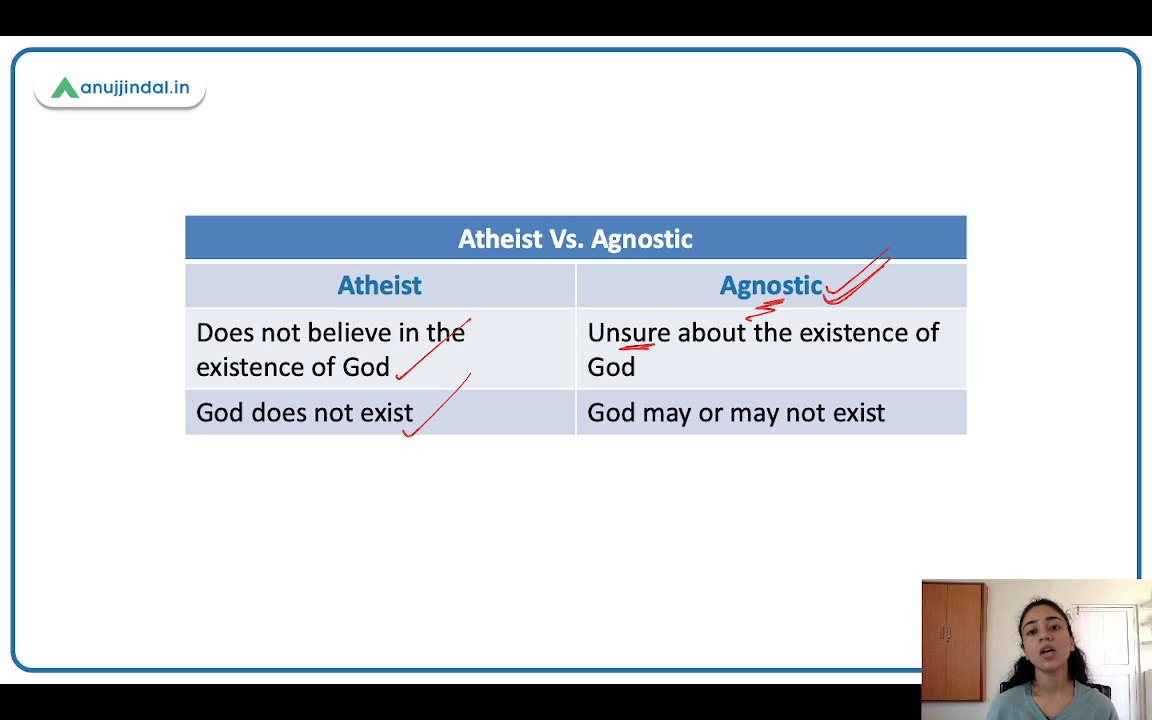 anujjindal.in
Atheist Vs. Agnostic
Atheist
Agnostic
Does not believe in the
existence of God
Unsure about the existence of
God
God does not exist
God may or may not exist